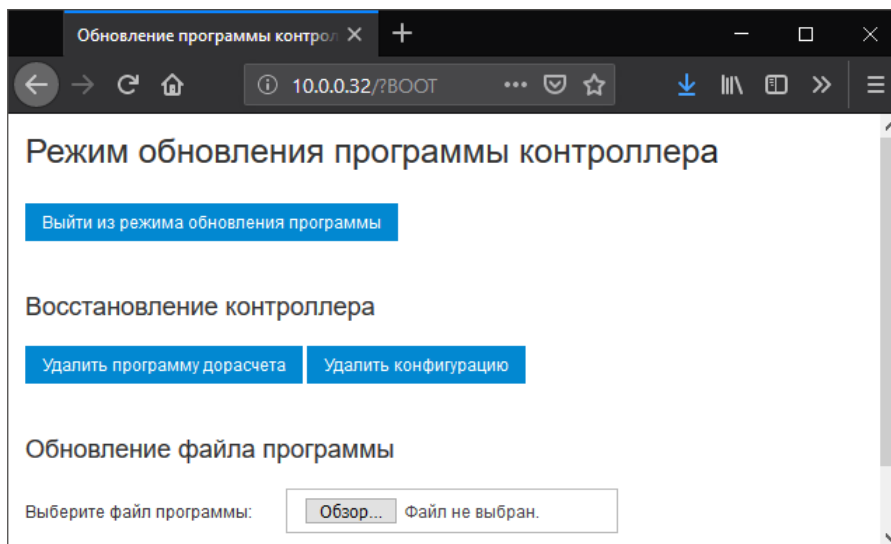 Обновление программы контрол
10.0.0.32/?BOOT
Режим обновления программы контроллера
Выйти из режима обновления программы
Восстановление контроллера
Удалить программу дорасчета Удалить конфигурацию
Обновление файла программы
Выберите файл программы: Обзор... Файл не выбран.